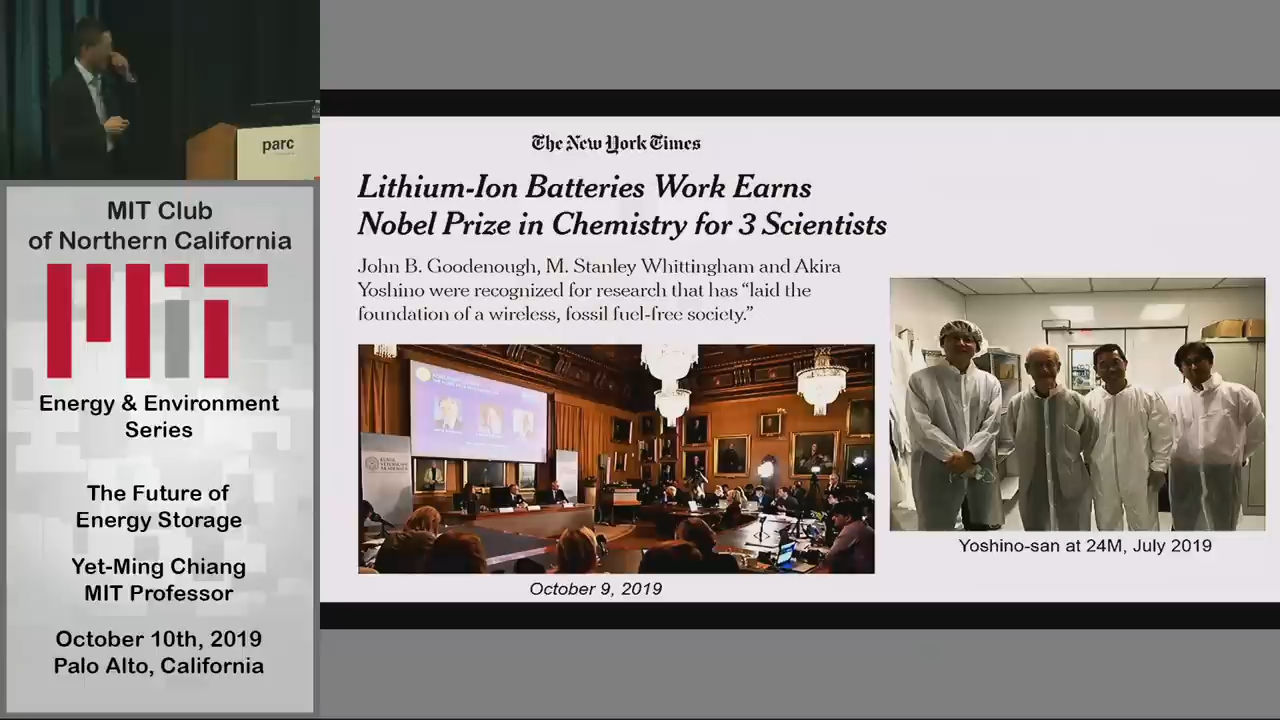 parc
MIT Club
of Northern California
MIT
Energy & Environment
Series
The Future of
Energy Storage
Yet-Ming Chiang
MIT Professor
October 10th, 2019
Palo Alto, California
The New York Times
Lithium-Ion Batteries Work Earns
Nobel Prize in Chemistry for 3 Scientists
John B. Goodenough, M. Stanley Whittingham and Akira
Yoshino were recognized for research that has “laid the
foundation of a wireless, fossil fuel-free society.”
October 9, 2019
Yoshino-san at 24M, July 2019